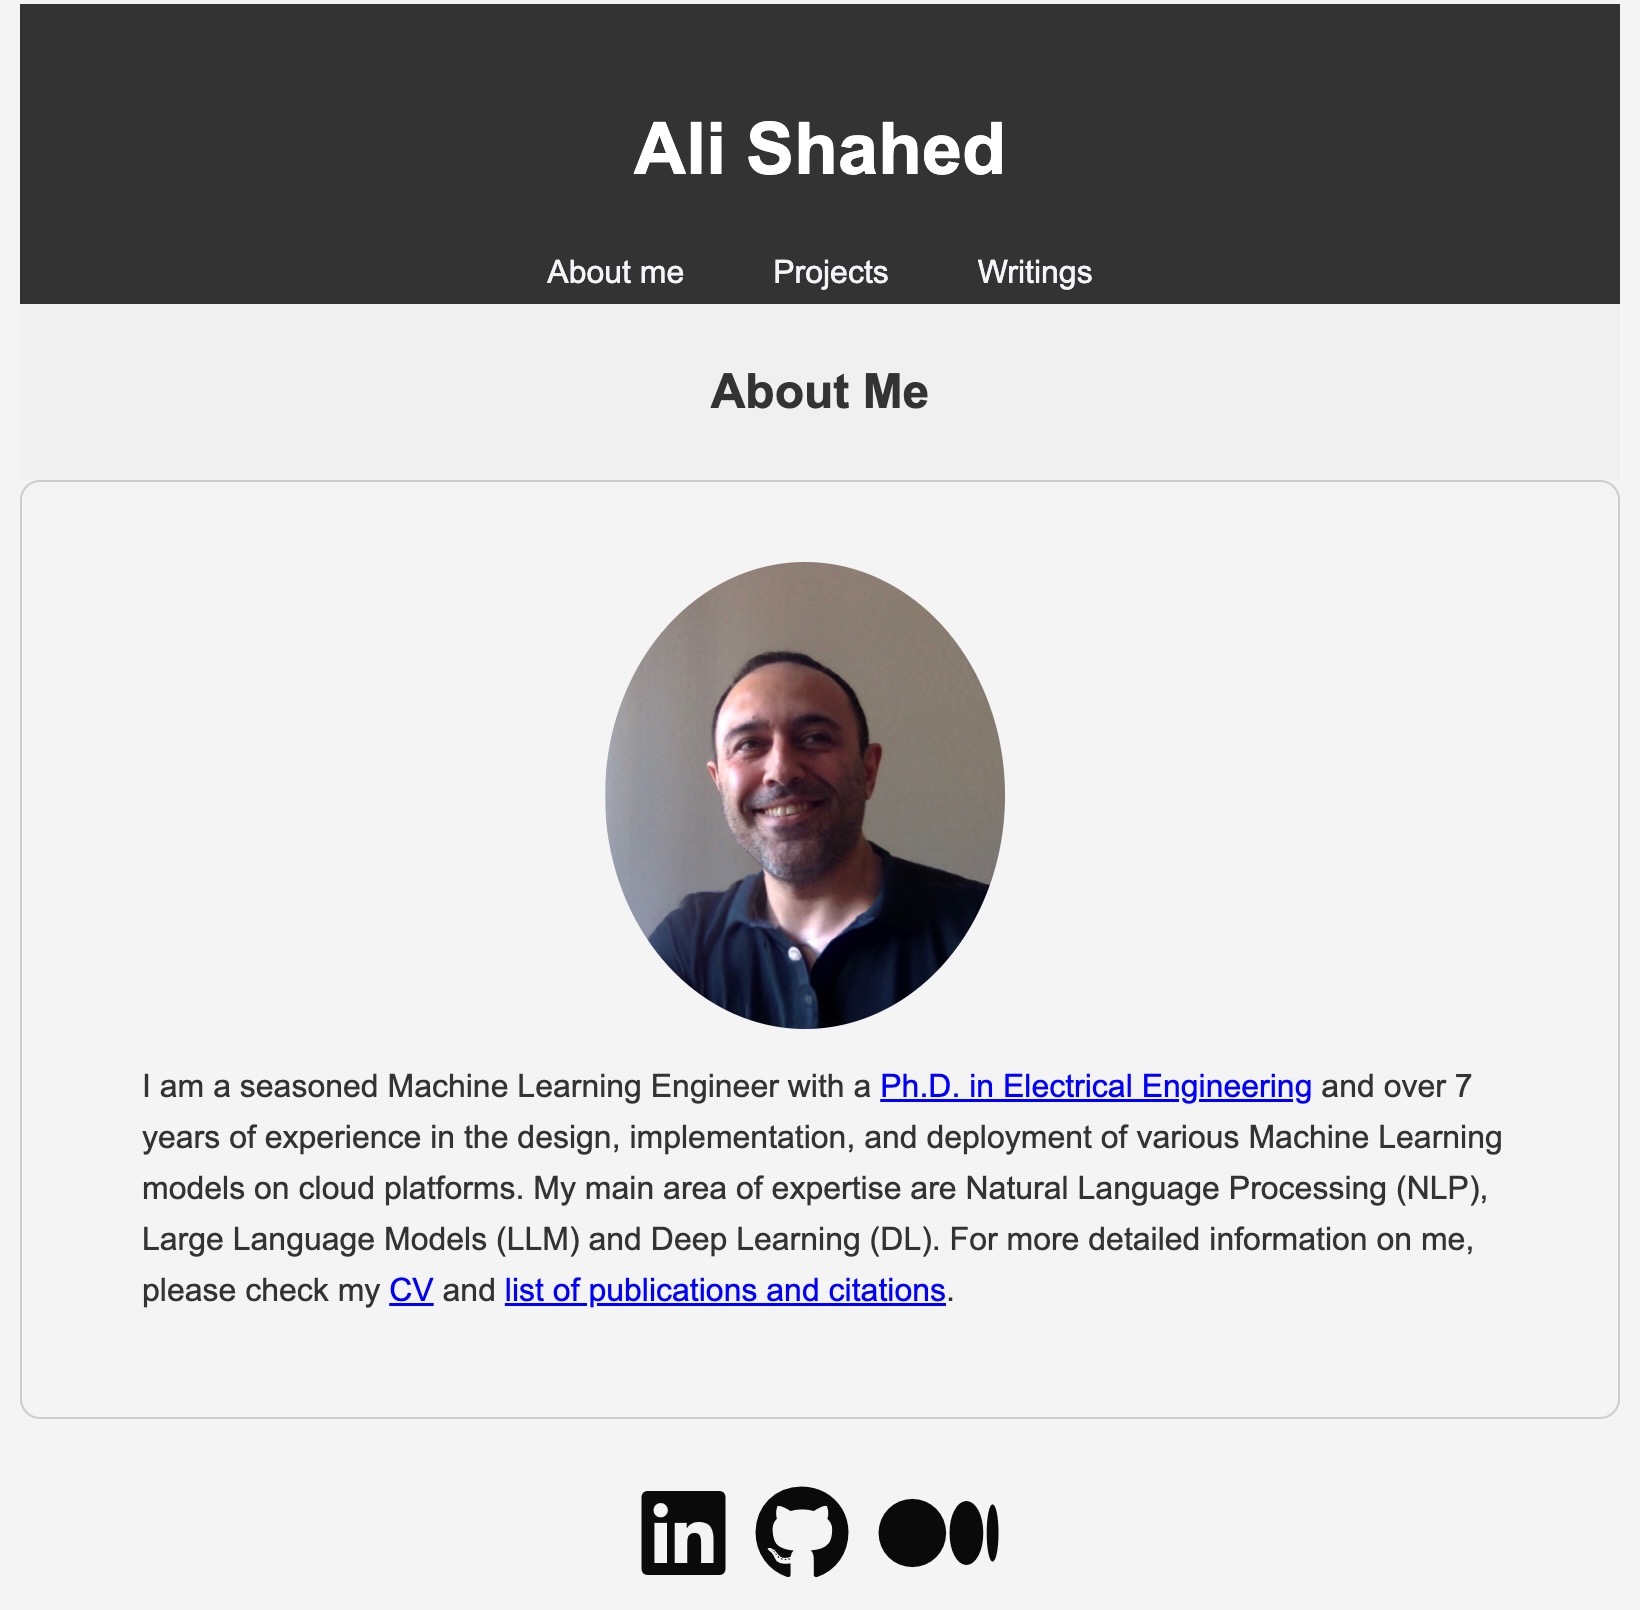 Ali Shahed
About me Projects Writings
About Me
I am a seasoned Machine Learning Engineer with a Ph.D. in Electrical Engineering and over 7
years of experience in the design, implementation, and deployment of various Machine Learning
models on cloud platforms. My main area of expertise are Natural Language Processing (NLP),
Large Language Models (LLM) and Deep Learning (DL). For more detailed information on me,
please check my CV and list of publications and citations.
in